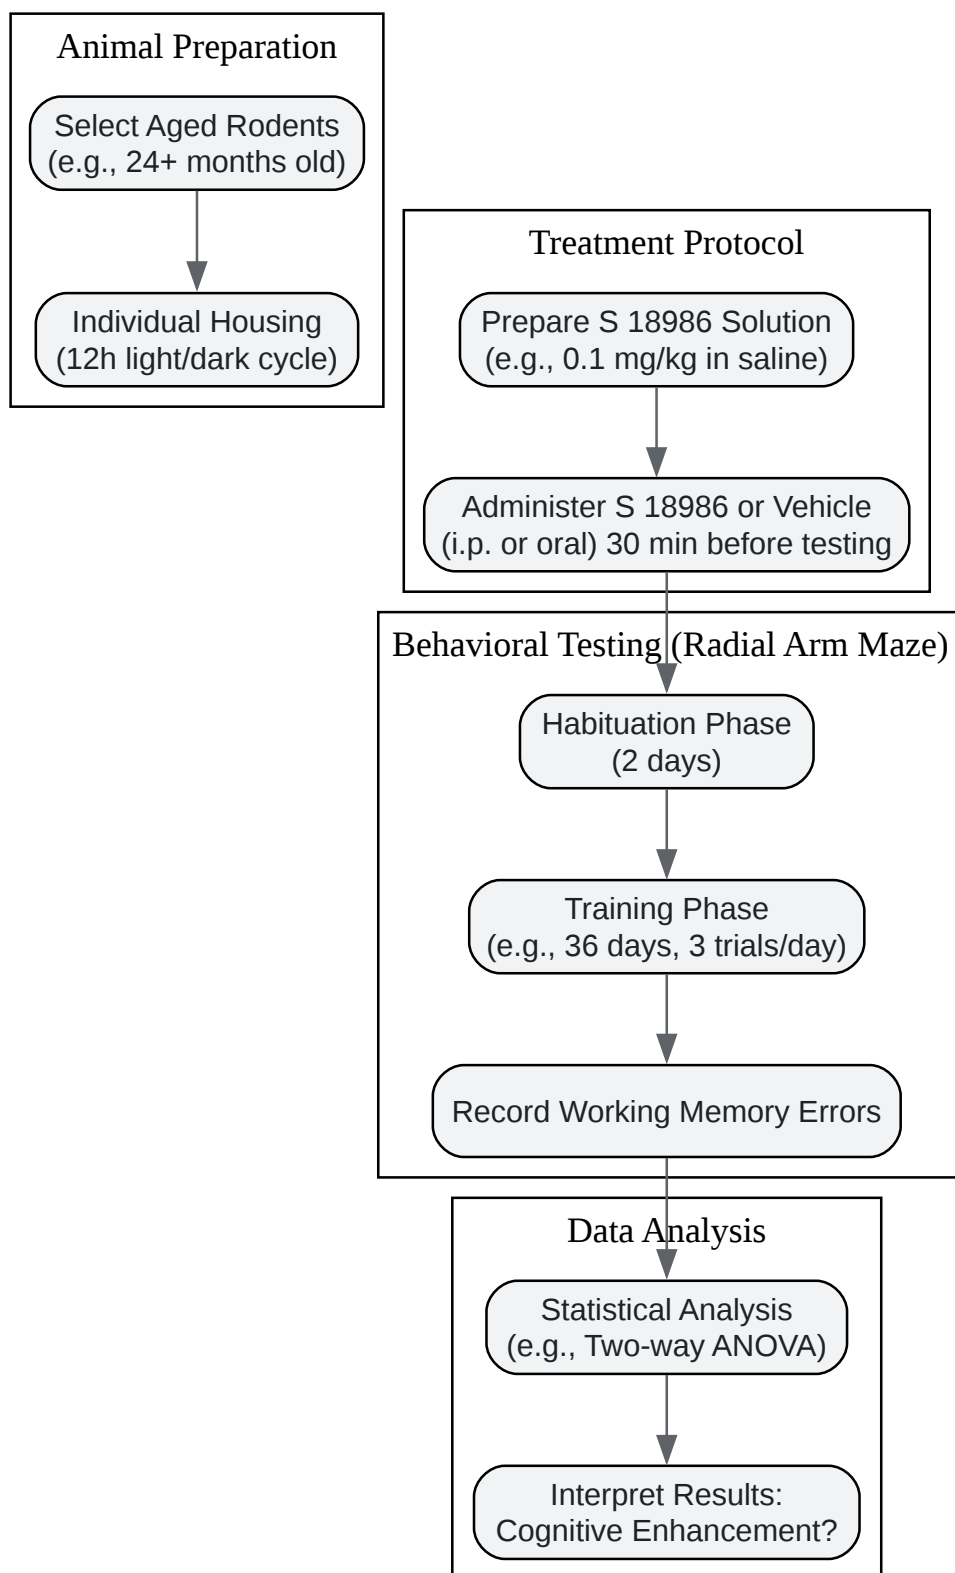 Animal Preparation
Select Aged Rodents
(e.g., 24+ months old)
Individual Housing
(12h light/dark cycle)
Treatment Protocol
Prepare S 18986 Solution
(e.g., 0.1 mg/kg in saline)
Administer S 18986 or Vehicle
(i.p. or oral) 30 min before testing
Behavioral Testing (Radial Arm Maze)
Habituation Phase
(2 days)
Training Phase
(e.g., 36 days, 3 trials/day)
Record Working Memory Errors
Data Analysis
Statistical Analysis
(e.g., Two-way ANOVA)
Interpret Results:
Cognitive Enhancement?